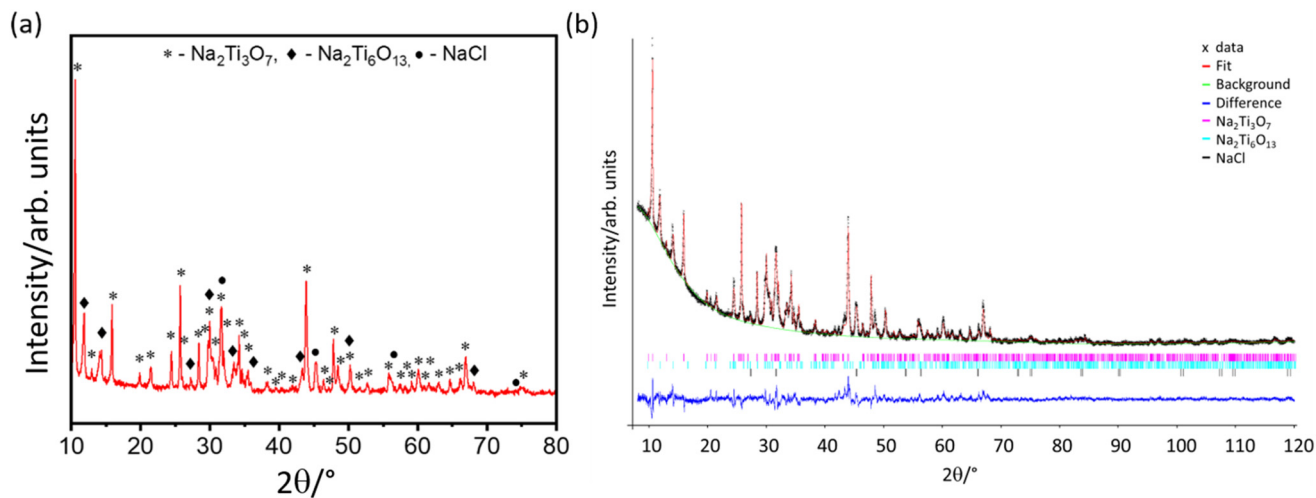 (a)
* - Na₂Ti₃O₇, ♦ - Na₂Ti₆O₁₃, ● - NaCl
Intensity/arb. units
10 20 30 40 50 60 70 80
2θ/°
(b)
x data
Fit
Background
Difference
Na₂Ti₃O₇
Na₂Ti₆O₁₃
NaCl
Intensity/arb. units
10 20 30 40 50 60 70 80 90 100 110 120
2θ/°